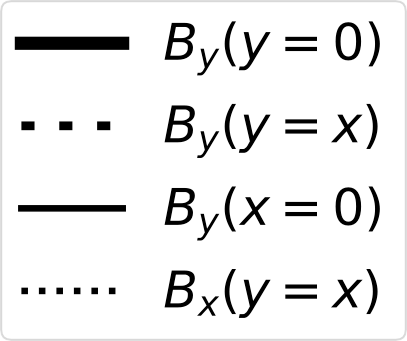 B_y(y = 0)
B_y(y = x)
B_y(x = 0)
B_x(y = x)